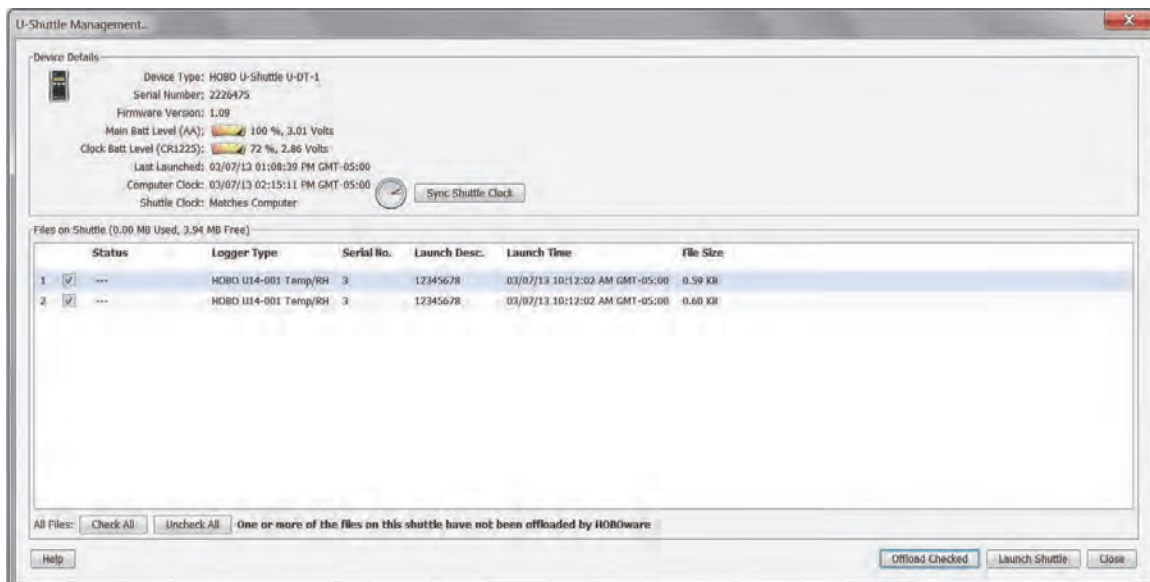 U-Shuttle Management...
Device Details
Device Type: HOBO U-Shuttle U-DT-1
Serial Number: 2226475
Firmware Version: 1.09
Main Batt Level (AA): 100 %, 3.01 Volts
Clock Batt Level (CR1225): 72 %, 2.86 Volts
Last Launched: 03/07/13 01:08:39 PM GMT-05:00
Computer Clock: 03/07/13 02:15:11 PM GMT-05:00
Shuttle Clock: Matches Computer
Sync Shuttle Clock
Files on Shuttle (0.00 MB Used, 3.94 MB Free)
Status Logger Type Serial No. Launch Desc. Launch Time File Size
1 --- HOBO U14-001 Temp/RH 3 12345678 03/07/13 10:12:02 AM GMT-05:00 0.59 KB
2 --- HOBO U14-001 Temp/RH 3 12345678 03/07/13 10:12:02 AM GMT-05:00 0.60 KB
All Files: Check All Uncheck All One or more of the files on this shuttle have not been offloaded by HOBOware
Help Offload Checked Launch Shuttle Close